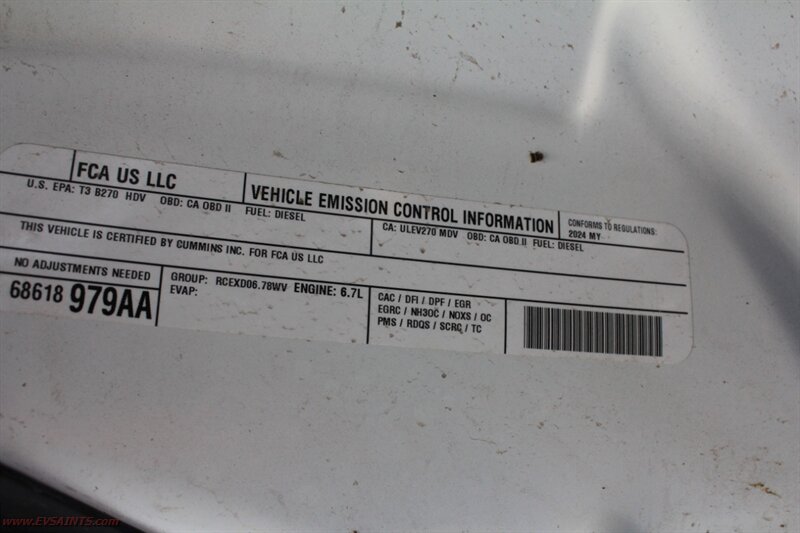 FCA US LLC
VEHICLE EMISSION CONTROL INFORMATION
CONFORMS TO REGULATIONS:
2024 MY
U.S. EPA: T3 B270 HDV OBD: CA OBD II FUEL: DIESEL
CA: ULEV270 MDV OBD: CA OBD II FUEL: DIESEL
THIS VEHICLE IS CERTIFIED BY CUMMINS INC. FOR FCA US LLC
NO ADJUSTMENTS NEEDED
68618 979AA
GROUP: RCEXD06.78WV ENGINE: 6.7L
EVAP:
CAC / DFI / DPF / EGR
EGRC / NH3OC / NOXS / OC
PMS / RDQS / SCRC / TC
www.EVSAINTS.com